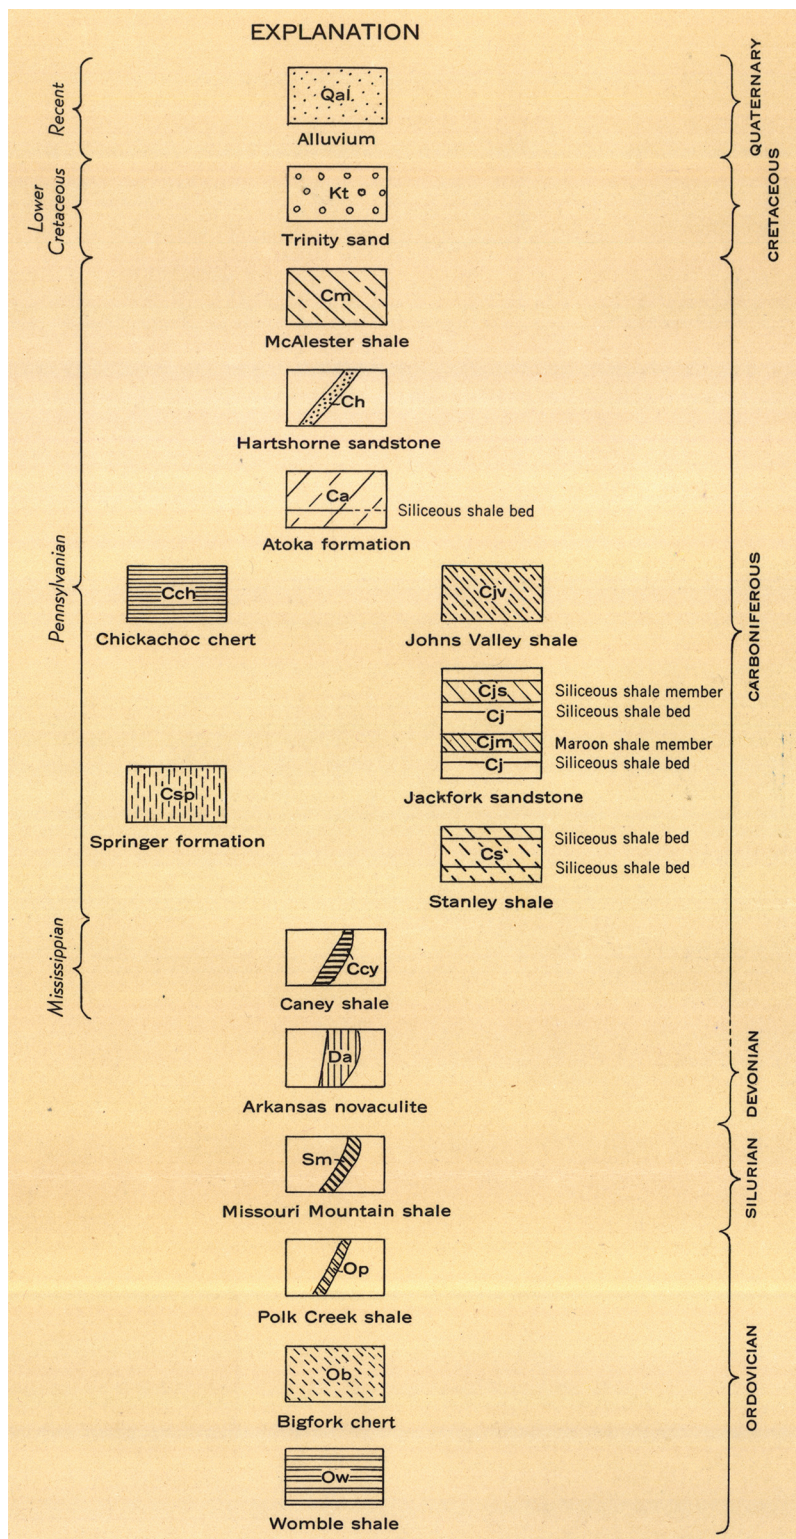 EXPLANATION
QUATERNARY
Recent
Qal
Alluvium
CRETACEOUS
Lower
Cretaceous
Kt
Trinity sand
CARBONIFEROUS
Pennsylvanian
Cm
McAlester shale
Ch
Hartshorne sandstone
Ca
Siliceous shale bed
Atoka formation
Cch
Chickachoc chert
Cjv
Johns Valley shale
Cjs
Siliceous shale member
Cj
Siliceous shale bed
Cjm
Maroon shale member
Cj
Siliceous shale bed
Jackfork sandstone
Csp
Springer formation
Siliceous shale bed
Cs
Siliceous shale bed
Stanley shale
Mississippian
Ccy
Caney shale
DEVONIAN
Da
Arkansas novaculite
SILURIAN
Sm
Missouri Mountain shale
ORDOVICIAN
Op
Polk Creek shale
Ob
Bigfork chert
Ow
Womble shale